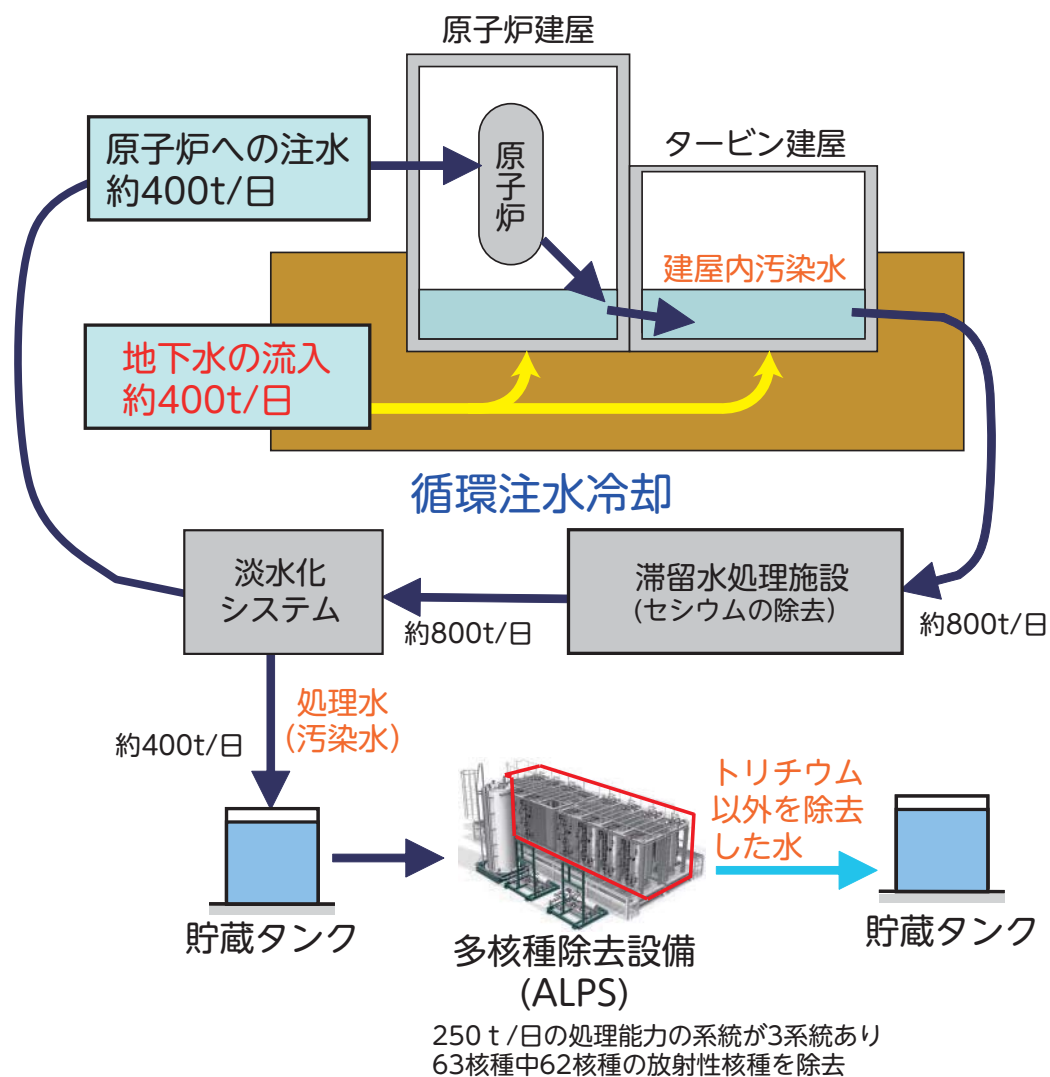 原子炉建屋
原子炉への注水
約400t/日
原子炉
タービン建屋
建屋内汚染水
地下水の流入
約400t/日
循環注水冷却
淡水化
システム
滞留水処理施設
(セシウムの除去)
約800t/日
約800t/日
処理水
(汚染水)
約400t/日
トリチウム
以外を除去
した水
貯蔵タンク
多核種除去設備
(ALPS)
貯蔵タンク
250t/日の処理能力の系統が3系統あり
63核種中62核種の放射性核種を除去